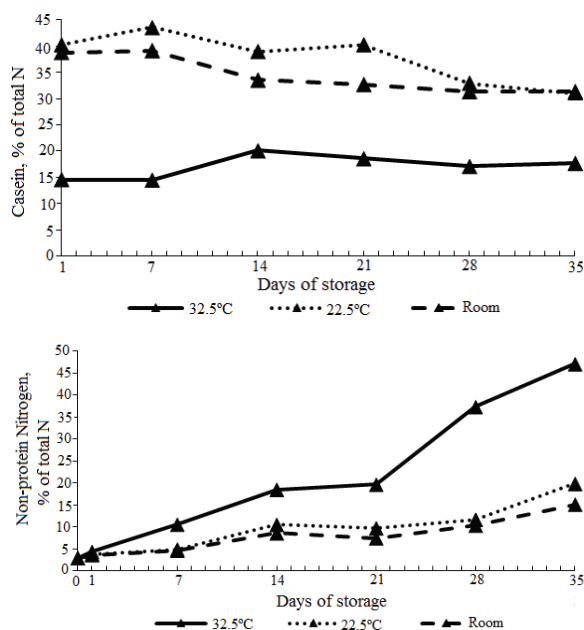 45
40
35
30
25
20
15
10
5
0
Casein, % of total N
1 7 14 21 28 35
Days of storage
32.5ºC 22.5ºC Room
50
45
40
35
30
25
20
15
10
5
0
Non-protein Nitrogen,
% of total N
0 1 7 14 21 28 35
Days of storage
32.5ºC 22.5ºC Room